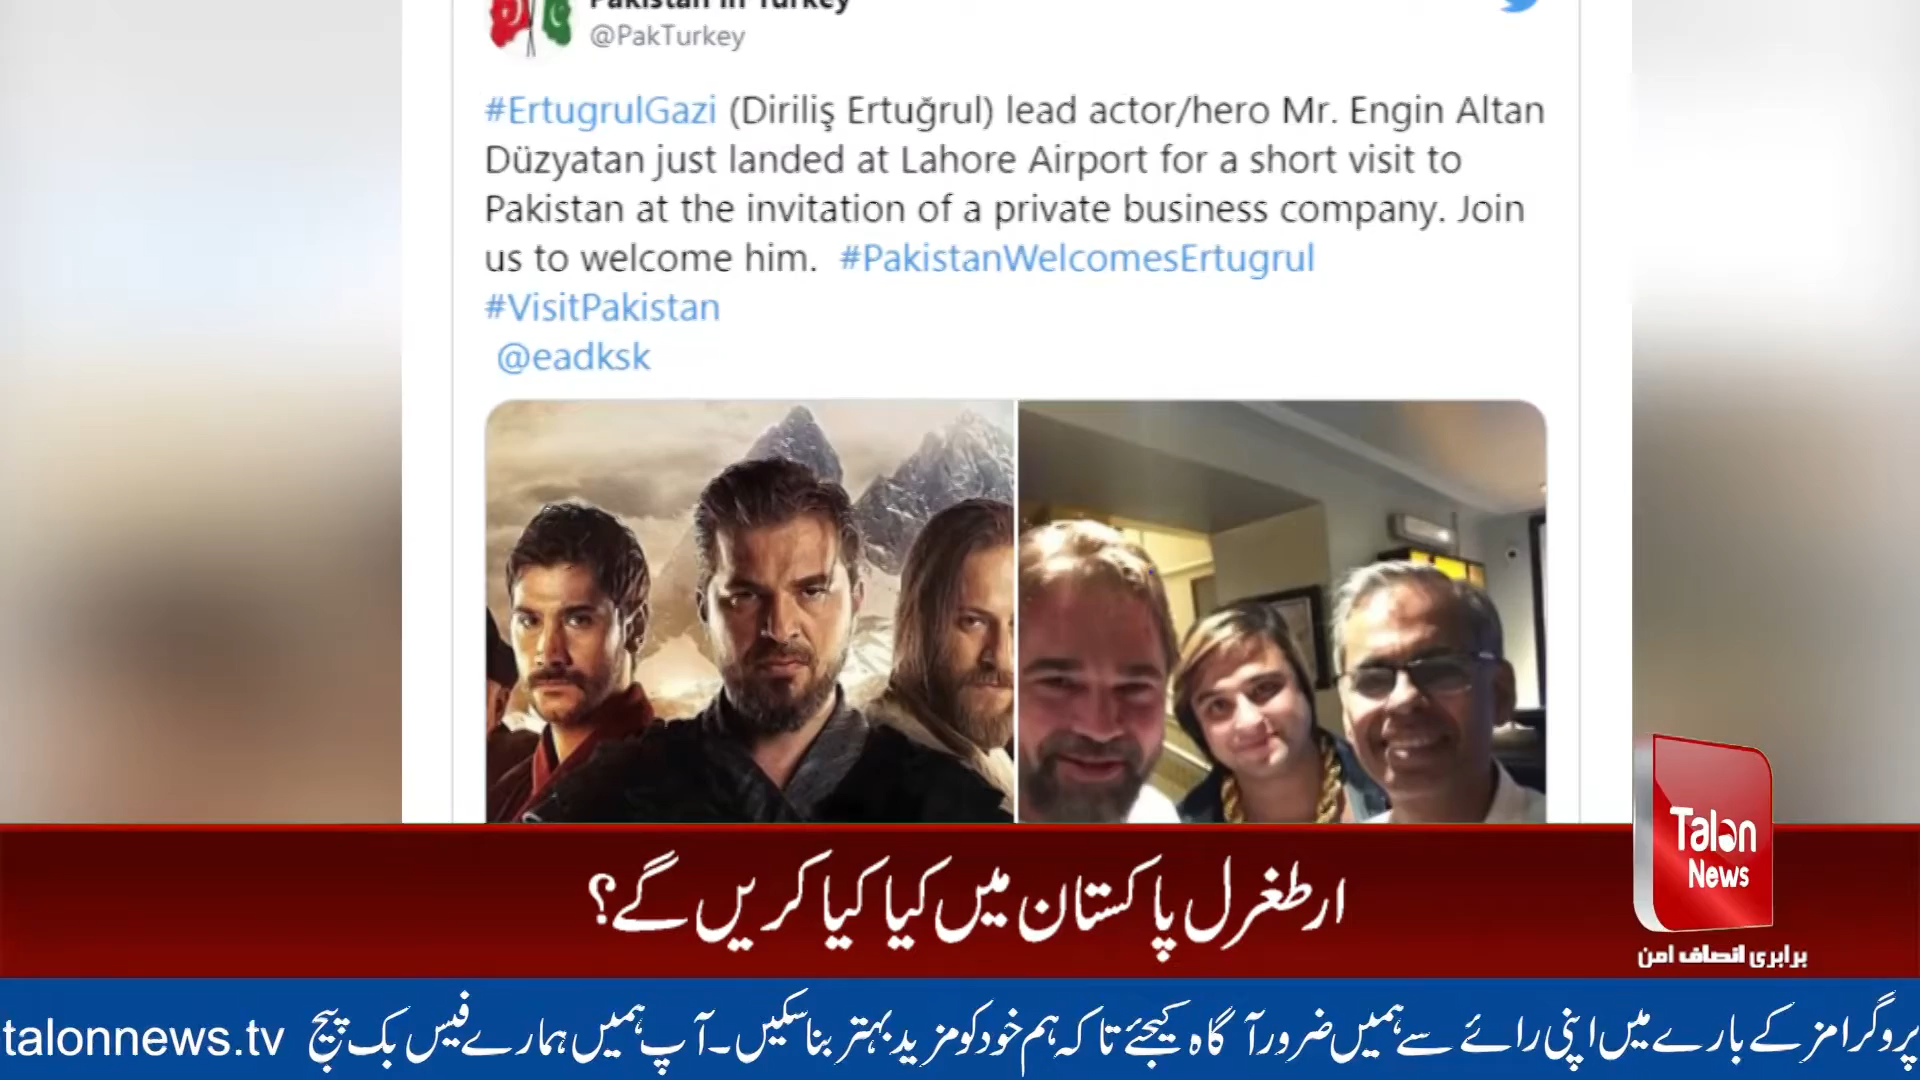 Pakistan in Turkey
@PakTurkey
#ErtugrulGazi (Diriliş Ertuğrul) lead actor/hero Mr. Engin Altan
Düzyatan just landed at Lahore Airport for a short visit to
Pakistan at the invitation of a private business company. Join
us to welcome him. #PakistanWelcomesErtugrul
#VisitPakistan
@eadksk
Talon
News
برابری انصاف امن
ارطغرل پاکستان میں کیا کیا کریں گے؟
پروگرامز کے بارے میں اپنی رائے سے ہمیں ضرور آگاہ کیجئے تاکہ ہم خود کو مزید بہتر بنا سکیں۔ آپ ہمیں ہمارے فیس بک پیج talonnews.tv